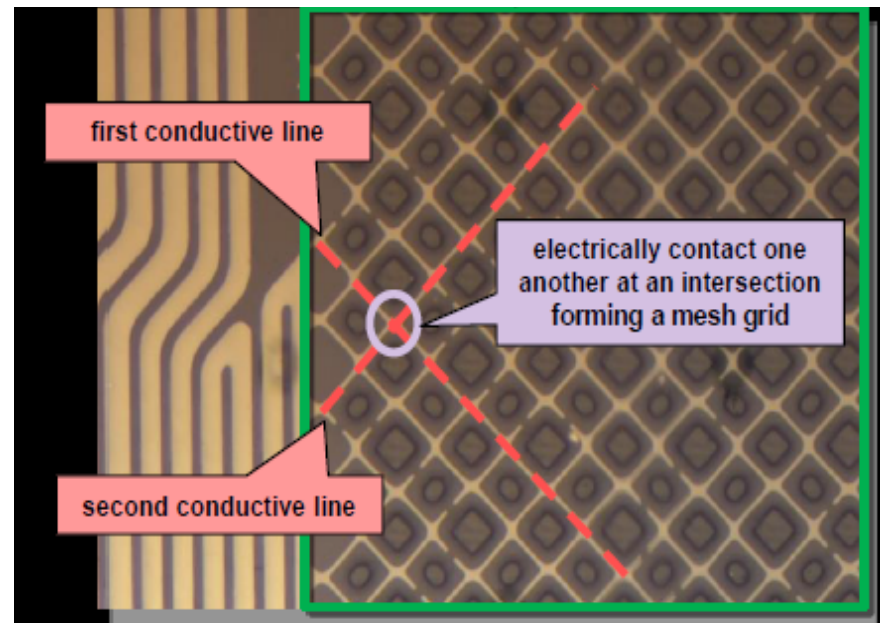 first conductive line
electrically contact one
another at an intersection
forming a mesh grid
second conductive line